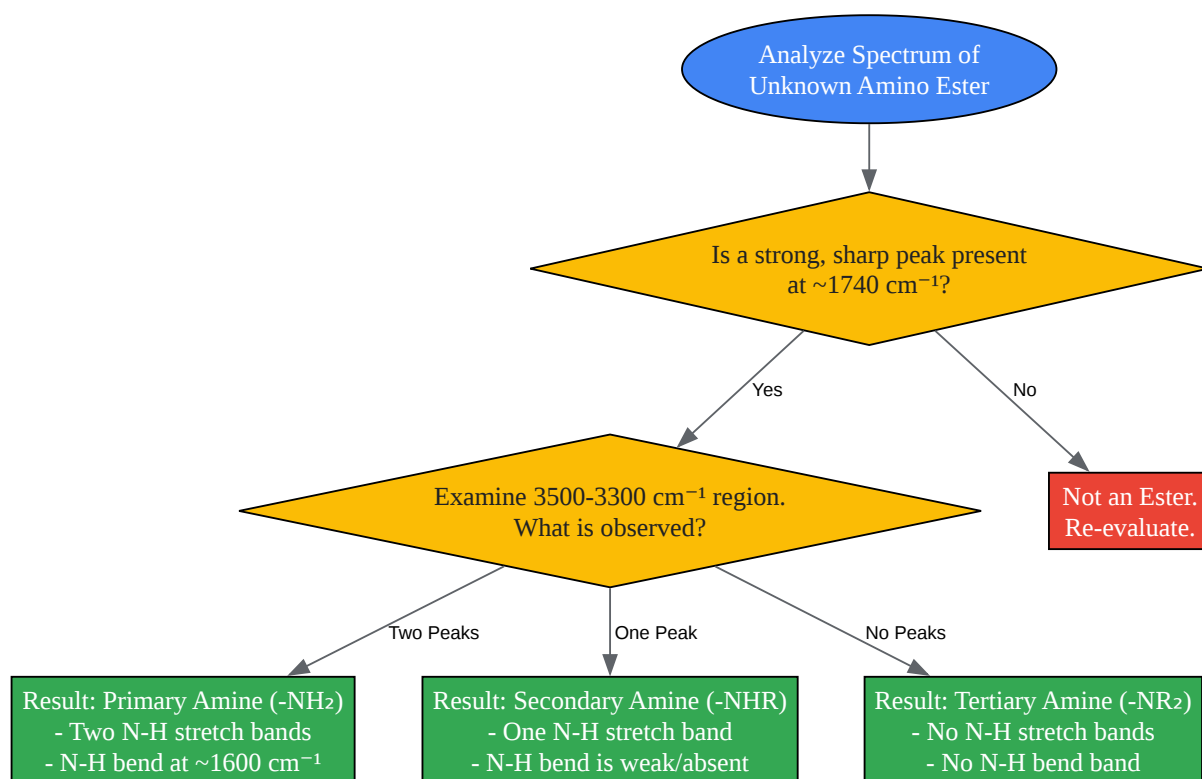 Analyze Spectrum of
Unknown Amino Ester
Is a strong, sharp peak present
at ~1740 cm⁻¹?
Yes
No
Examine 3500-3300 cm⁻¹ region.
What is observed?
Not an Ester.
Re-evaluate.
Two Peaks
One Peak
No Peaks
Result: Primary Amine (-NH₂)
- Two N-H stretch bands
- N-H bend at ~1600 cm⁻¹
Result: Secondary Amine (-NHR)
- One N-H stretch band
- N-H bend is weak/absent
Result: Tertiary Amine (-NR₂)
- No N-H stretch bands
- No N-H bend band